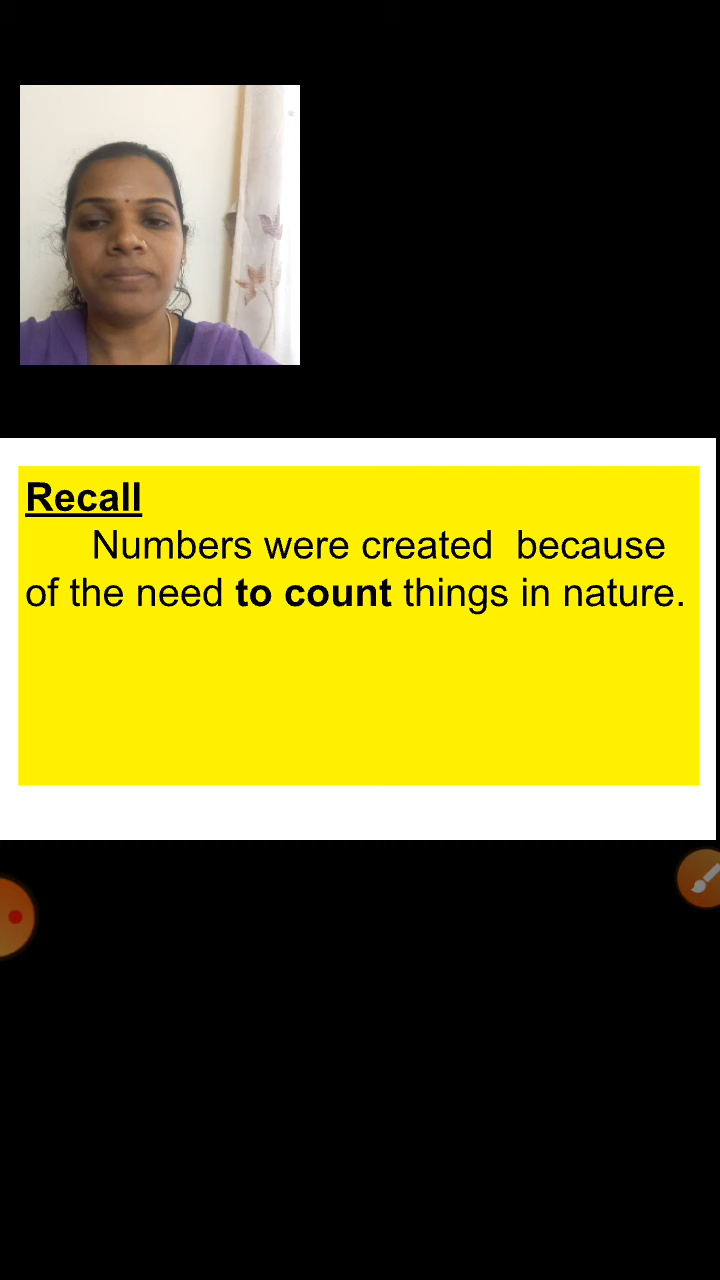 Recall
Numbers were created because
of the need to count things in nature.